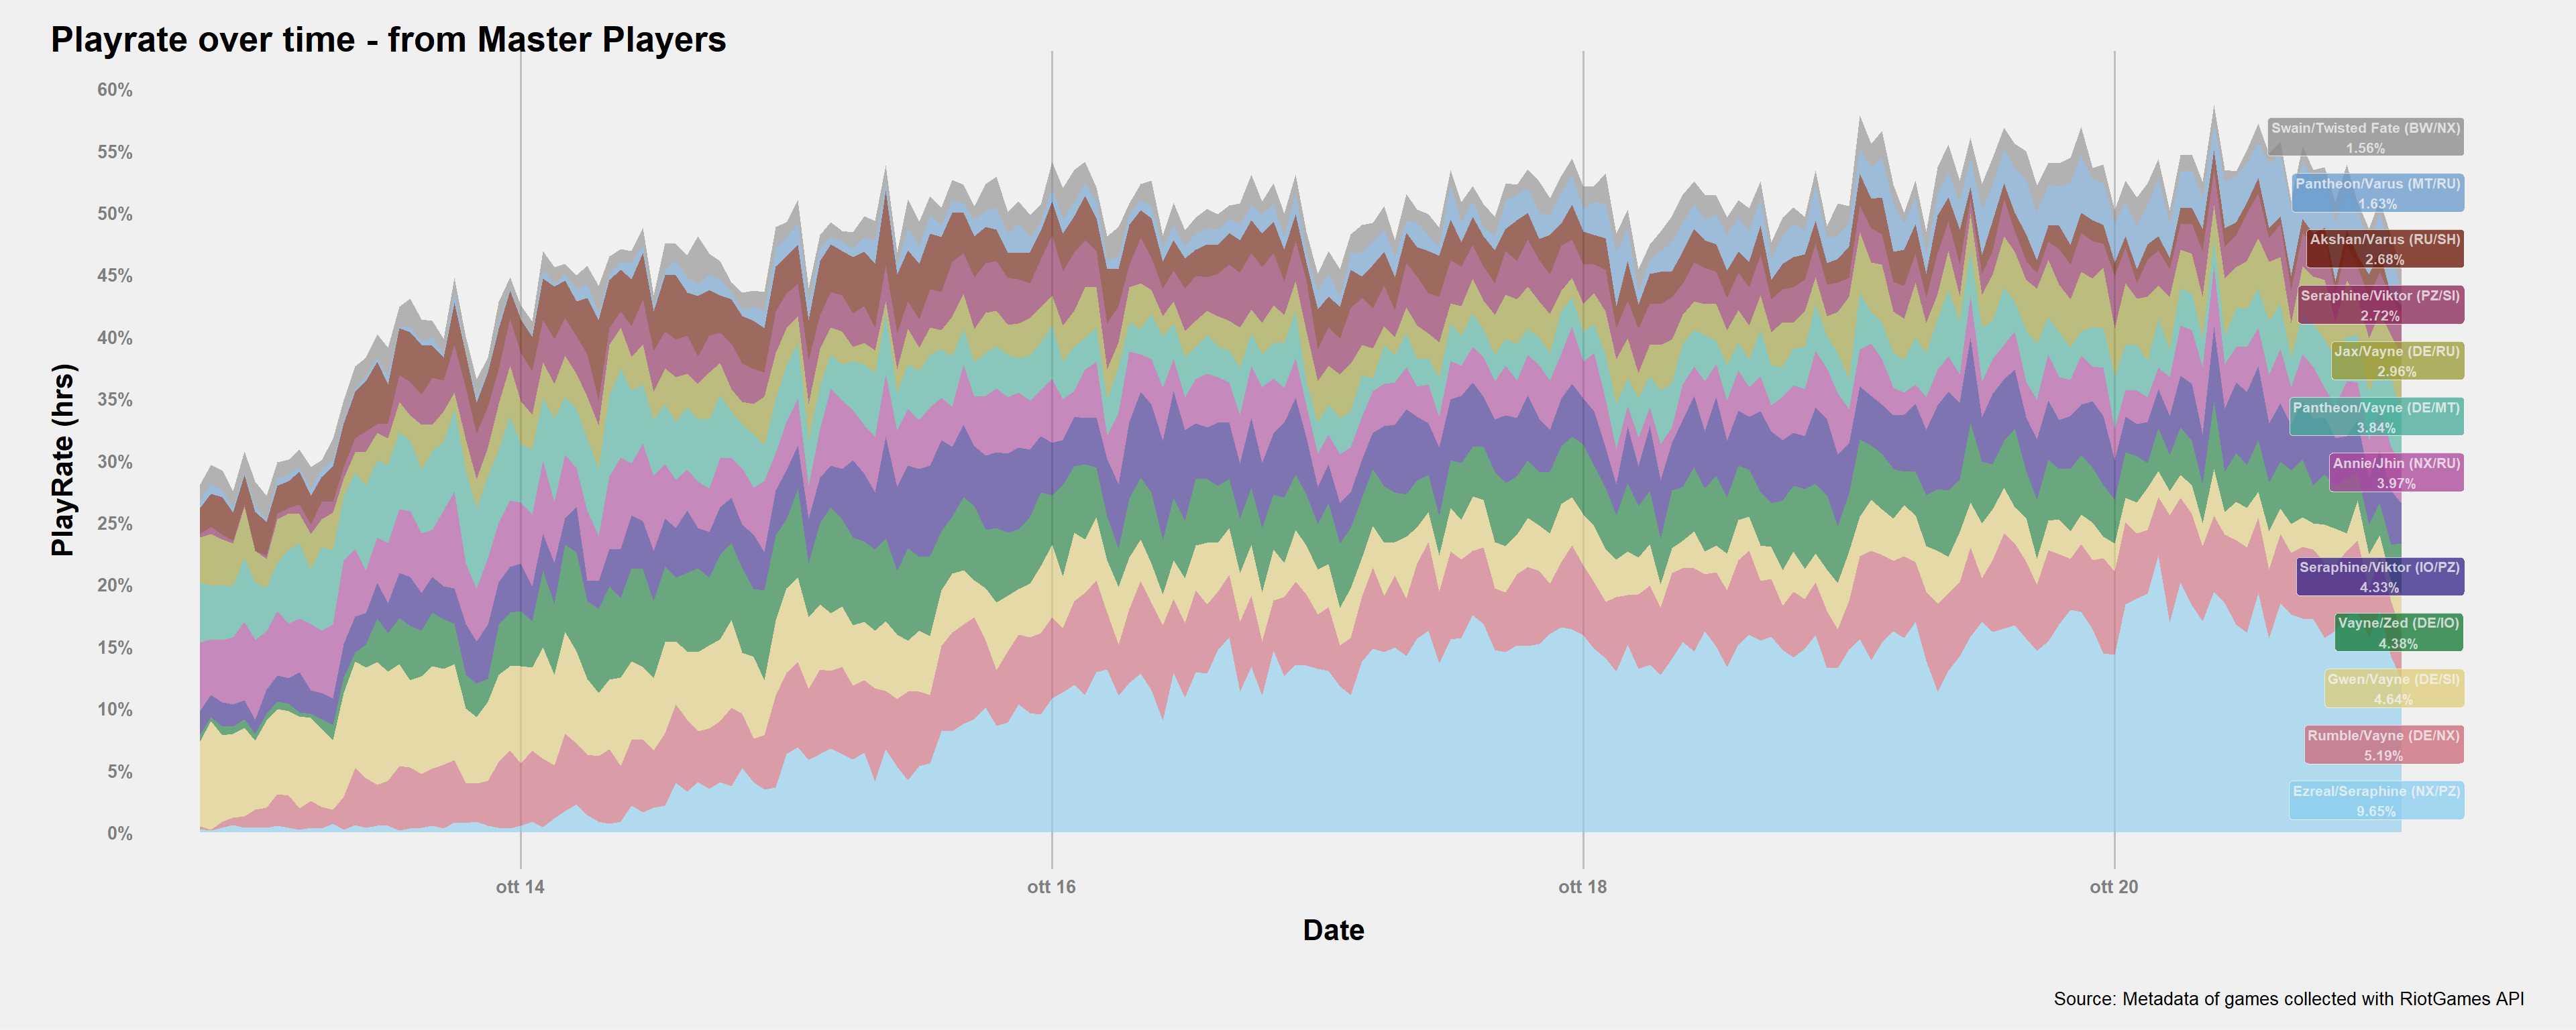 Playrate over time - from Master Players
60%
55%
50%
45%
40%
35%
30%
25%
20%
15%
10%
5%
0%
PlayRate (hrs)
Swain/Twisted Fate (BW/NX)
1.56%
Pantheon/Varus (MT/RU)
1.63%
Akshan/Varus (RU/SH)
2.68%
Seraphine/Viktor (PZ/SI)
2.72%
Jax/Vayne (DE/RU)
2.96%
Pantheon/Vayne (DE/MT)
3.84%
Annie/Jhin (NX/RU)
3.97%
Seraphine/Viktor (IO/PZ)
4.33%
Vayne/Zed (DE/IO)
4.38%
Gwen/Vayne (DE/SI)
4.64%
Rumble/Vayne (DE/NX)
5.19%
Ezreal/Seraphine (NX/PZ)
9.65%
ott 14
ott 16
ott 18
ott 20
Date
Source: Metadata of games collected with RiotGames API